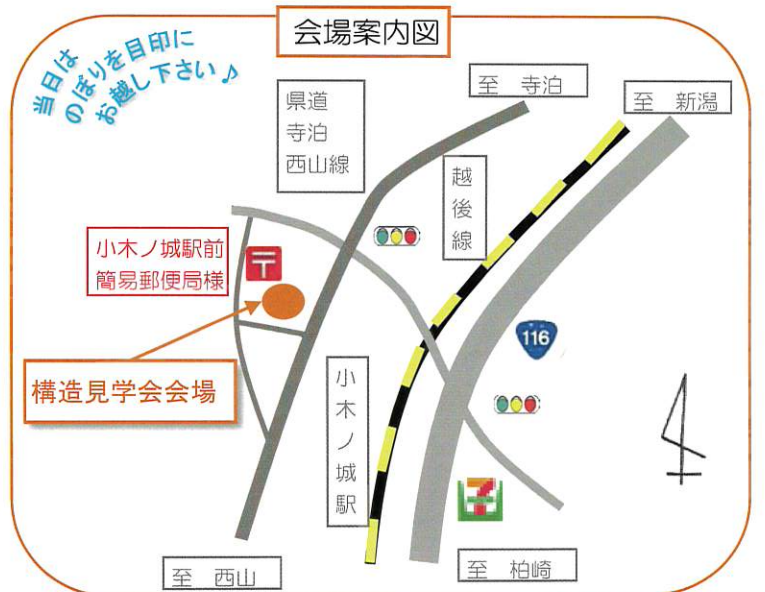 会場案内図
当日は
のぼりを目印に
お越し下さい♪
至 寺泊
至 新潟
県道
寺泊
西山線
越後線
小木ノ城駅前
簡易郵便局様
〒
116
構造見学会会場
小木ノ城駅
7
至 西山
至 柏崎